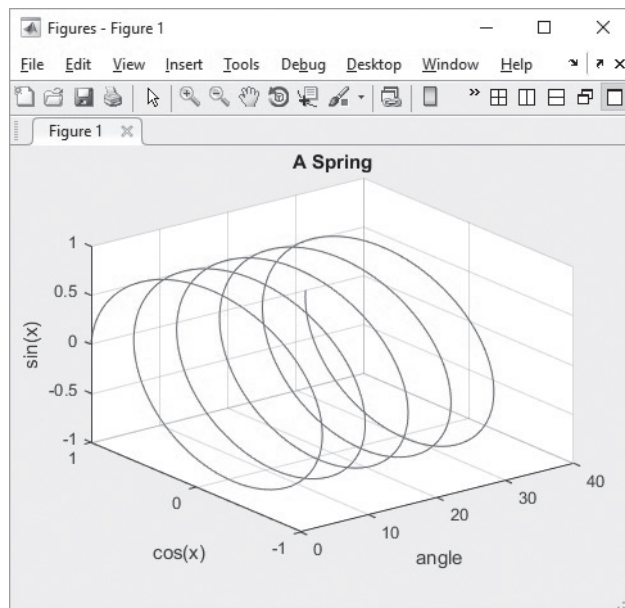 Figures - Figure 1
File Edit View Insert Tools Debug Desktop Window Help
Figure 1
A Spring
1
0.5
0
-0.5
-1
sin(x)
1
0
-1
cos(x)
0
10
20
30
40
angle